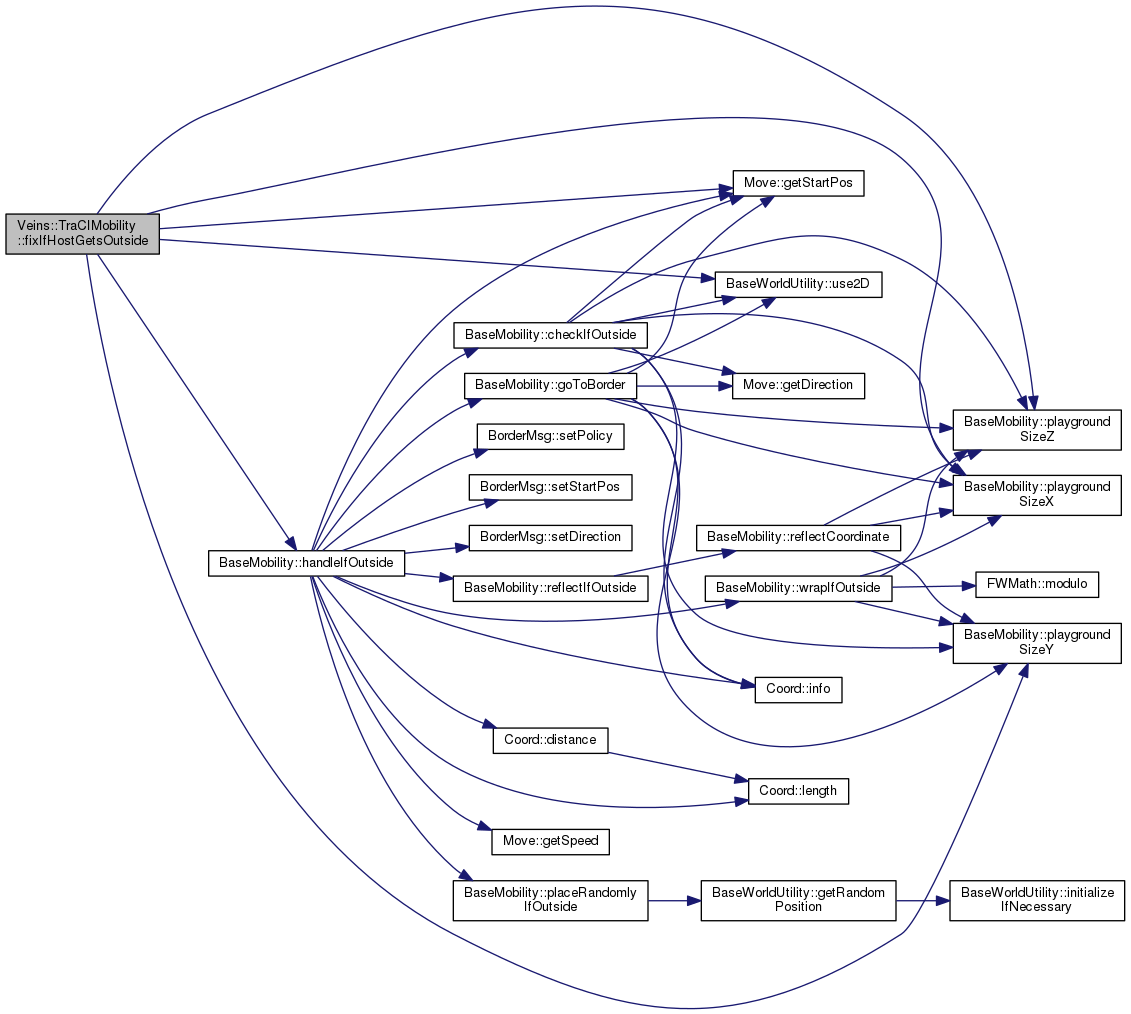 Veins::TraCIMobility
::fixIfHostGetsOutside
Move::getStartPos
BaseWorldUtility::use2D
BaseMobility::checkIfOutside
Move::getDirection
BaseMobility::goToBorder
BaseMobility::playground
SizeZ
BorderMsg::setPolicy
BaseMobility::playground
SizeX
BorderMsg::setStartPos
BorderMsg::setDirection
BaseMobility::reflectCoordinate
BaseMobility::handleIfOutside
BaseMobility::reflectIfOutside
BaseMobility::wrapIfOutside
FWMath::modulo
BaseMobility::playground
SizeY
Coord::info
Coord::distance
Coord::length
Move::getSpeed
BaseMobility::placeRandomly
IfOutside
BaseWorldUtility::getRandom
Position
BaseWorldUtility::initialize
IfNecessary